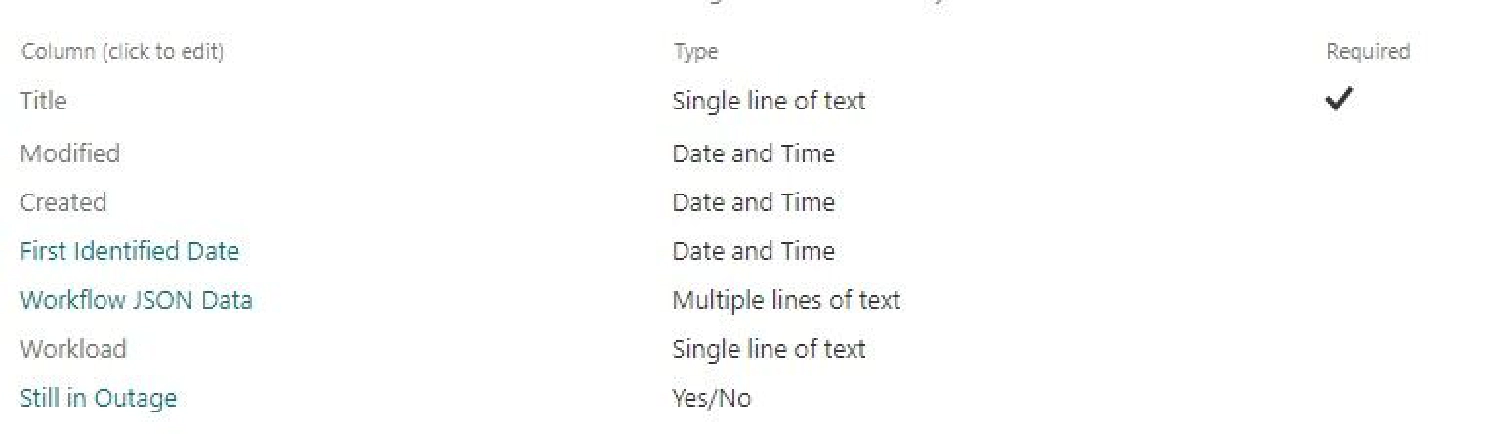 Column (click to edit) Type Required
Title Single line of text
Modified Date and Time
Created Date and Time
First Identified Date Date and Time
Workflow JSON Data Multiple lines of text
Workload Single line of text
Still in Outage Yes/No